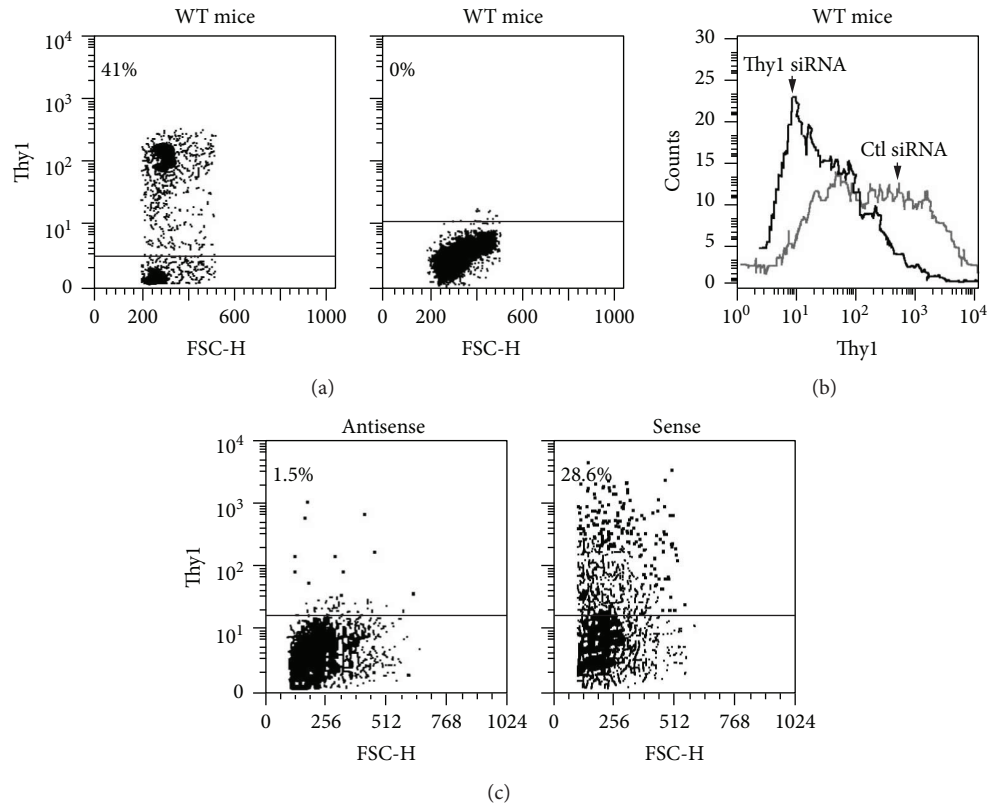 WT mice
10^4
10^3
10^2
10^1
0
Thy1
41%
0
200
600
1000
FSC-H
WT mice
0%
200
400
600
1000
FSC-H
(a)
WT mice
30
25
20
15
10
5
0
Counts
Thy1 siRNA
Ctl siRNA
10^0
10^1
10^2
10^3
10^4
Thy1
(b)
Antisense
10^4
10^3
10^2
10^1
0
Thy1
1.5%
0
256
512
768
1024
FSC-H
Sense
28.6%
0
256
512
768
1024
FSC-H
(c)